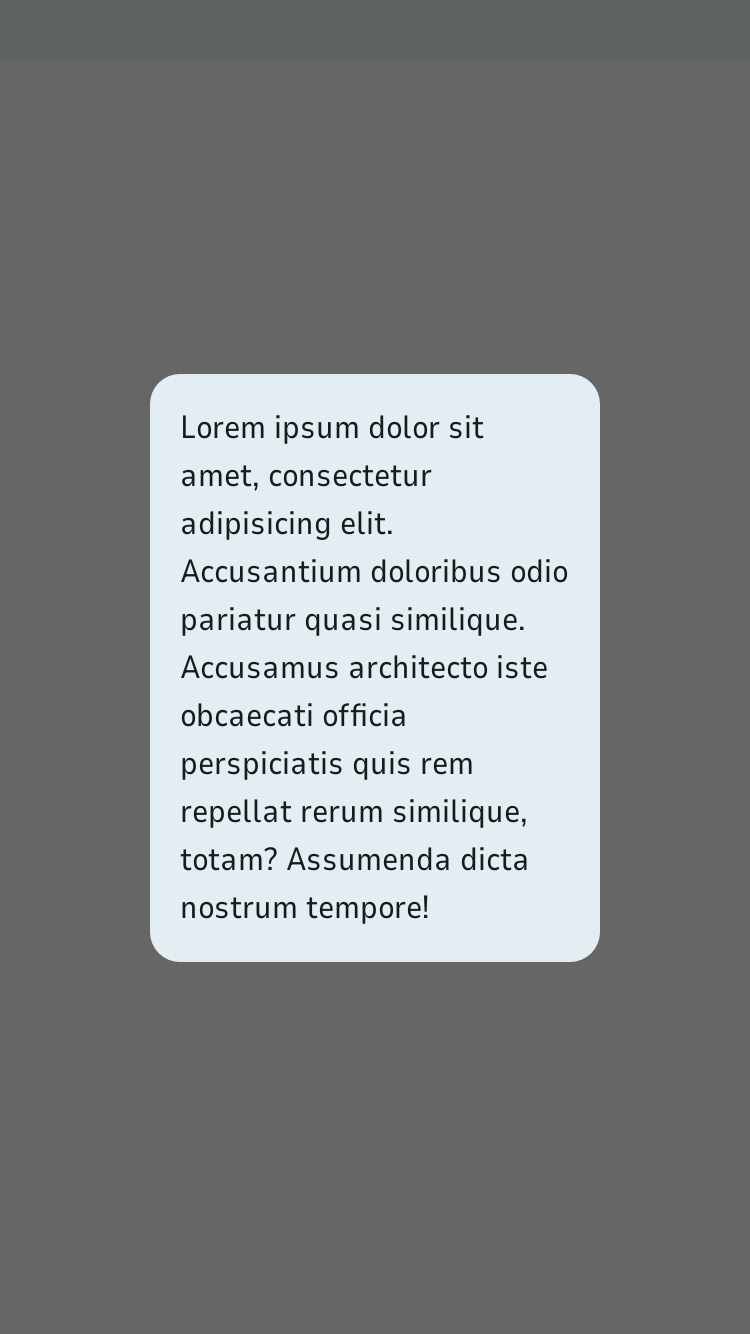 Lorem ipsum dolor sit
amet, consectetur
adipisicing elit.
Accusantium doloribus odio
pariatur quasi similique.
Accusamus architecto iste
obcaecati officia
perspiciatis quis rem
repellat rerum similique,
totam? Assumenda dicta
nostrum tempore!